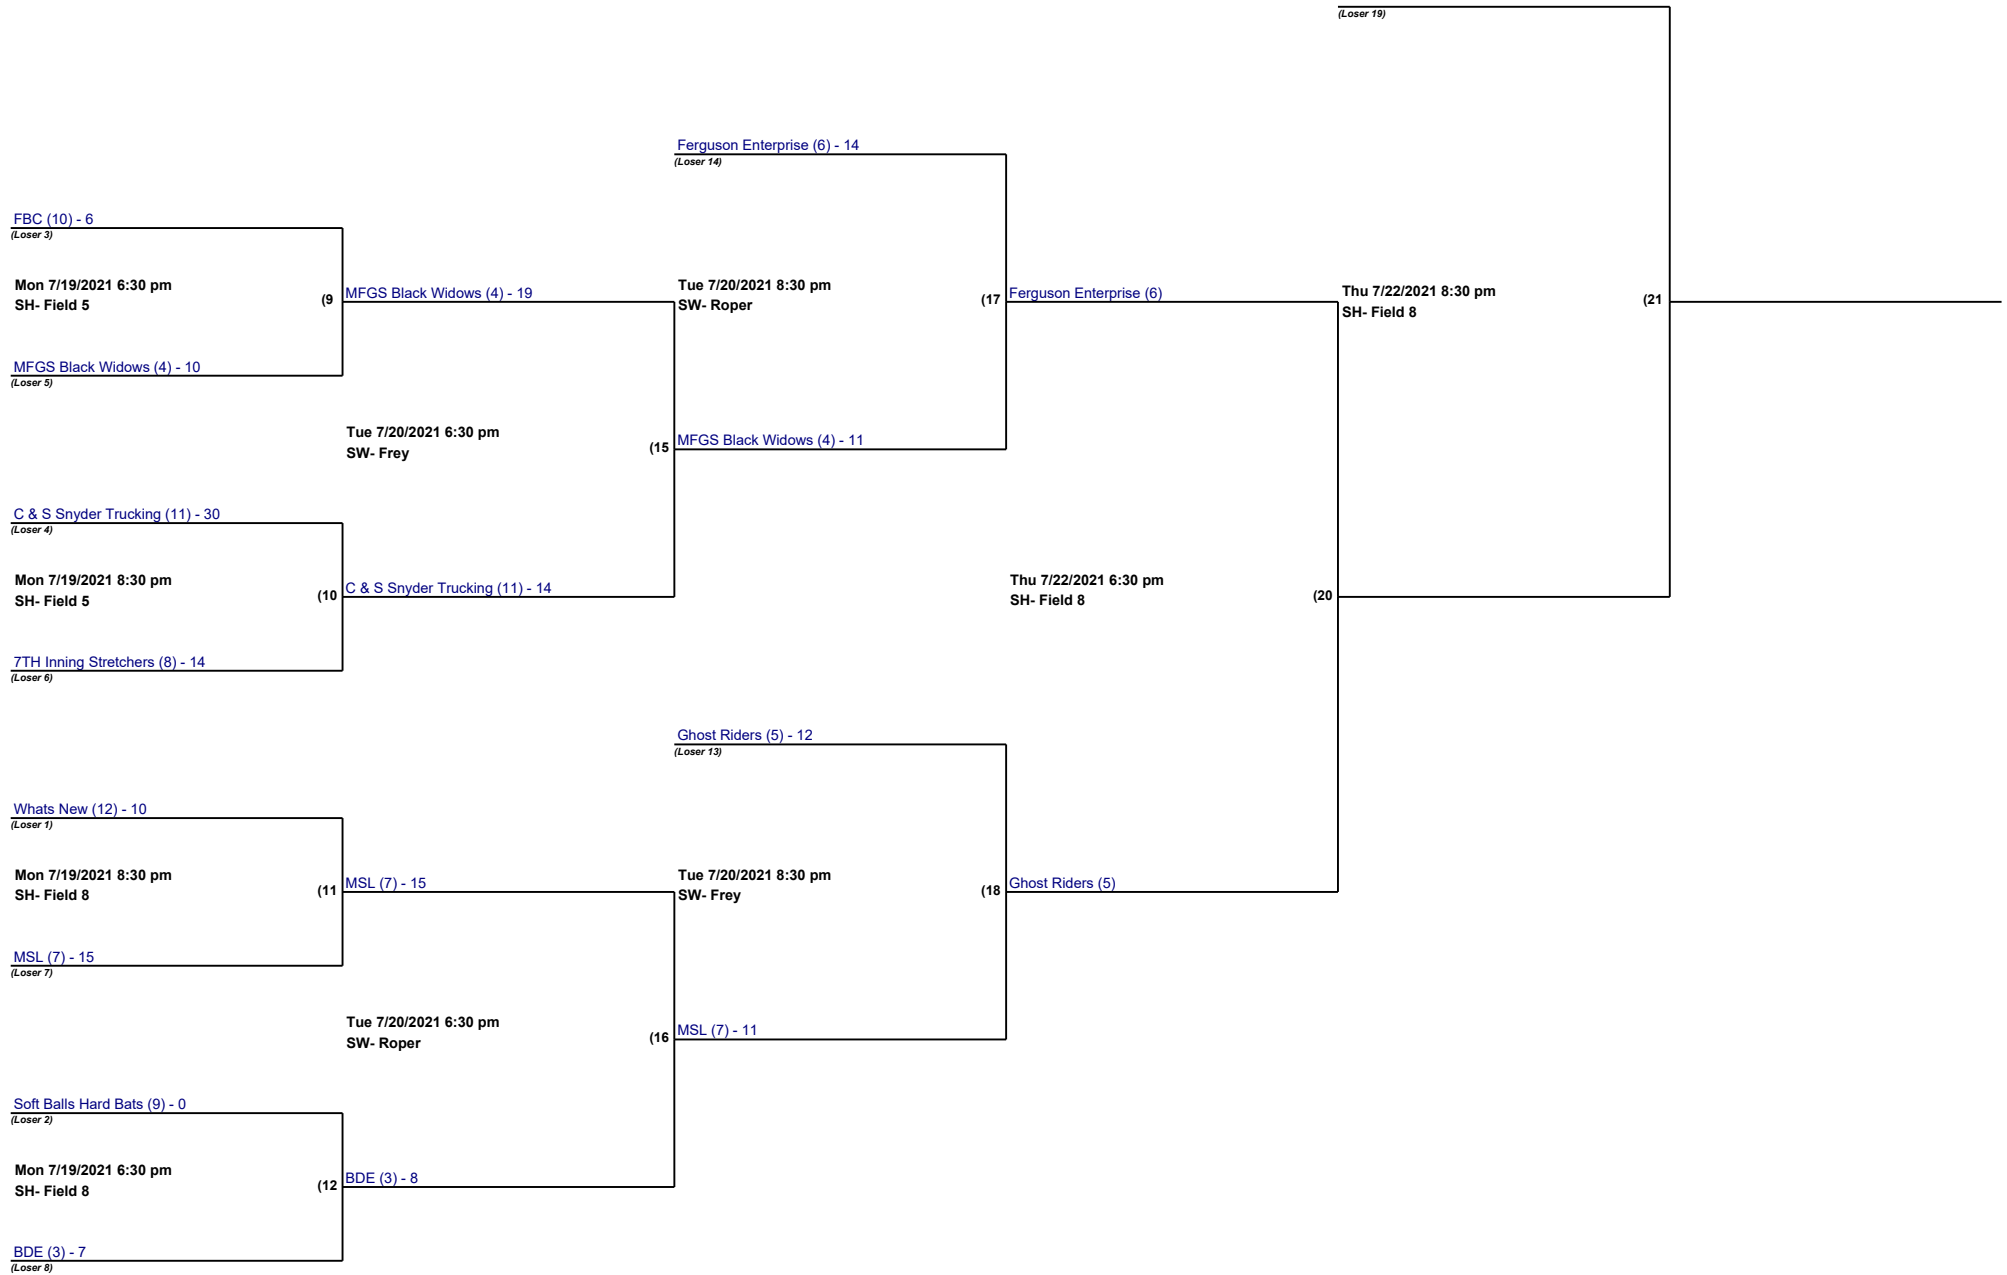 (Loser 19)
Ferguson Enterprise (6) - 14
(Loser 14)
FBC (10) - 6
(Loser 3)
Mon 7/19/2021 6:30 pm
SH- Field 5
(9
MFGS Black Widows (4) - 19
Tue 7/20/2021 8:30 pm
SW- Roper
(17
Ferguson Enterprise (6)
Thu 7/22/2021 8:30 pm
SH- Field 8
(21
MFGS Black Widows (4) - 10
(Loser 5)
Tue 7/20/2021 6:30 pm
SW- Frey
(15
MFGS Black Widows (4) - 11
C & S Snyder Trucking (11) - 30
(Loser 4)
Mon 7/19/2021 8:30 pm
SH- Field 5
(10
C & S Snyder Trucking (11) - 14
Thu 7/22/2021 6:30 pm
SH- Field 8
(20
7TH Inning Stretchers (8) - 14
(Loser 6)
Ghost Riders (5) - 12
(Loser 13)
Whats New (12) - 10
(Loser 1)
Mon 7/19/2021 8:30 pm
SH- Field 8
(11
MSL (7) - 15
Tue 7/20/2021 8:30 pm
SW- Frey
(18
Ghost Riders (5)
MSL (7) - 15
(Loser 7)
Tue 7/20/2021 6:30 pm
SW- Roper
(16
MSL (7) - 11
Soft Balls Hard Bats (9) - 0
(Loser 2)
Mon 7/19/2021 6:30 pm
SH- Field 8
(12
BDE (3) - 8
BDE (3) - 7
(Loser 8)